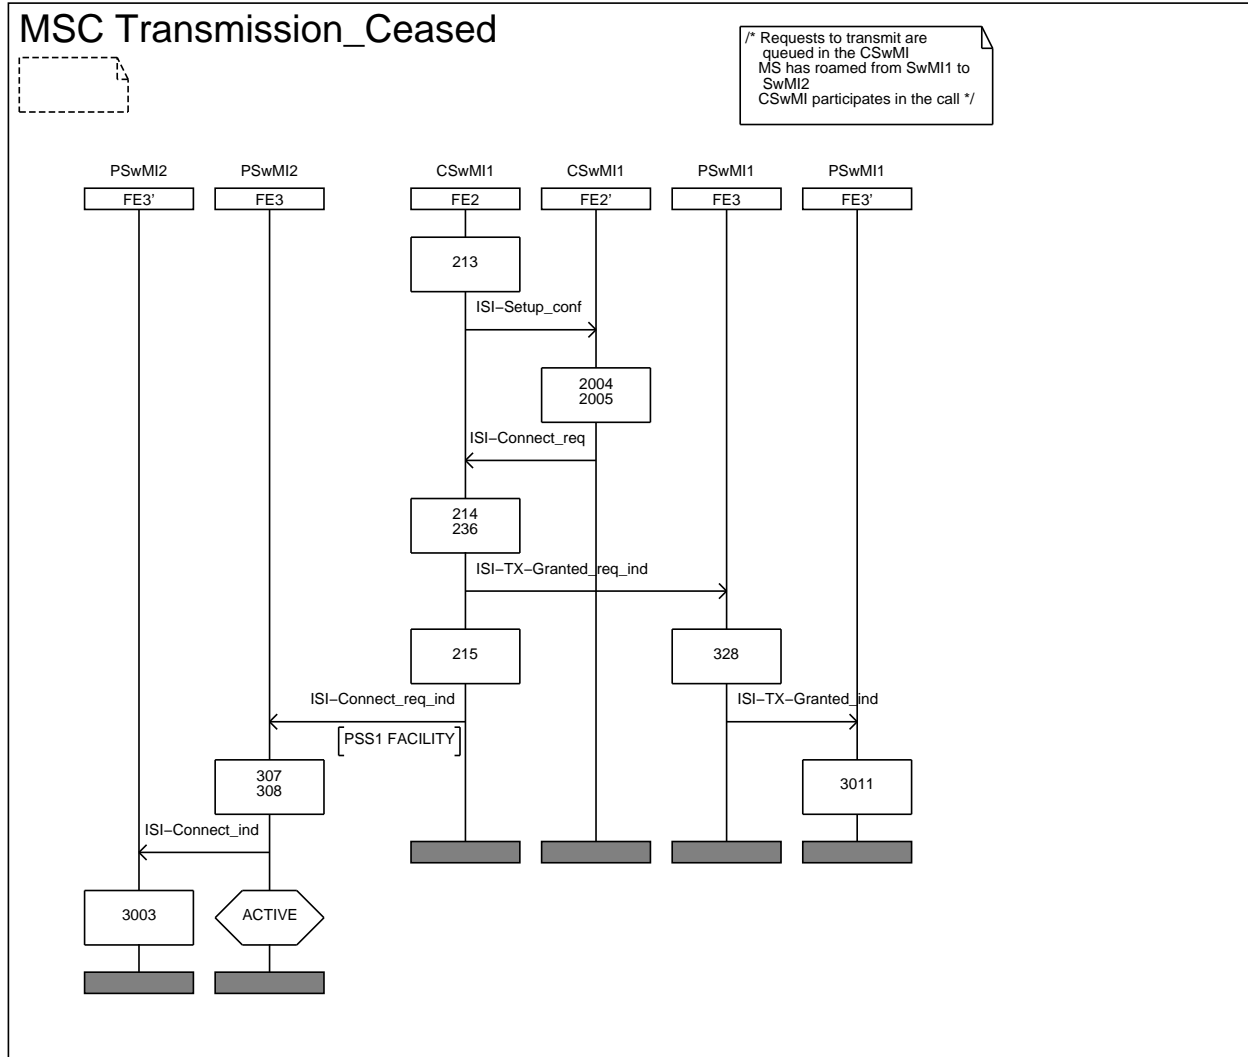 MSC Transmission_Ceased
/* Requests to transmit are
queued in the CSwMI
MS has roamed from SwMI1 to
SwMI2
CSwMI participates in the call */
PSwMI2 PSwMI2 CSwMI1 CSwMI1 PSwMI1 PSwMI1
FE3’ FE3 FE2 FE2’ FE3 FE3’
213
ISI−Setup_conf
2004
2005
ISI−Connect_req
214
236
ISI−TX−Granted_req_ind
215 328
ISI−Connect_req_ind ISI−TX−Granted_ind
PSS1 FACILITY
307
308
3011
ISI−Connect_ind
3003 ACTIVE